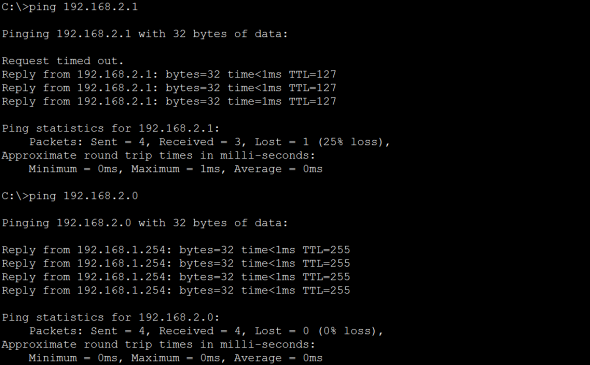 C:\>ping 192.168.2.1
Pinging 192.168.2.1 with 32 bytes of data:
Request timed out.
Reply from 192.168.2.1: bytes=32 time<1ms TTL=127
Reply from 192.168.2.1: bytes=32 time<1ms TTL=127
Reply from 192.168.2.1: bytes=32 time=1ms TTL=127
Ping statistics for 192.168.2.1:
    Packets: Sent = 4, Received = 3, Lost = 1 (25% loss),
Approximate round trip times in milli-seconds:
    Minimum = 0ms, Maximum = 1ms, Average = 0ms
C:\>ping 192.168.2.0
Pinging 192.168.2.0 with 32 bytes of data:
Reply from 192.168.1.254: bytes=32 time<1ms TTL=255
Reply from 192.168.1.254: bytes=32 time<1ms TTL=255
Reply from 192.168.1.254: bytes=32 time<1ms TTL=255
Reply from 192.168.1.254: bytes=32 time<1ms TTL=255
Ping statistics for 192.168.2.0:
    Packets: Sent = 4, Received = 4, Lost = 0 (0% loss),
Approximate round trip times in milli-seconds:
    Minimum = 0ms, Maximum = 0ms, Average = 0ms